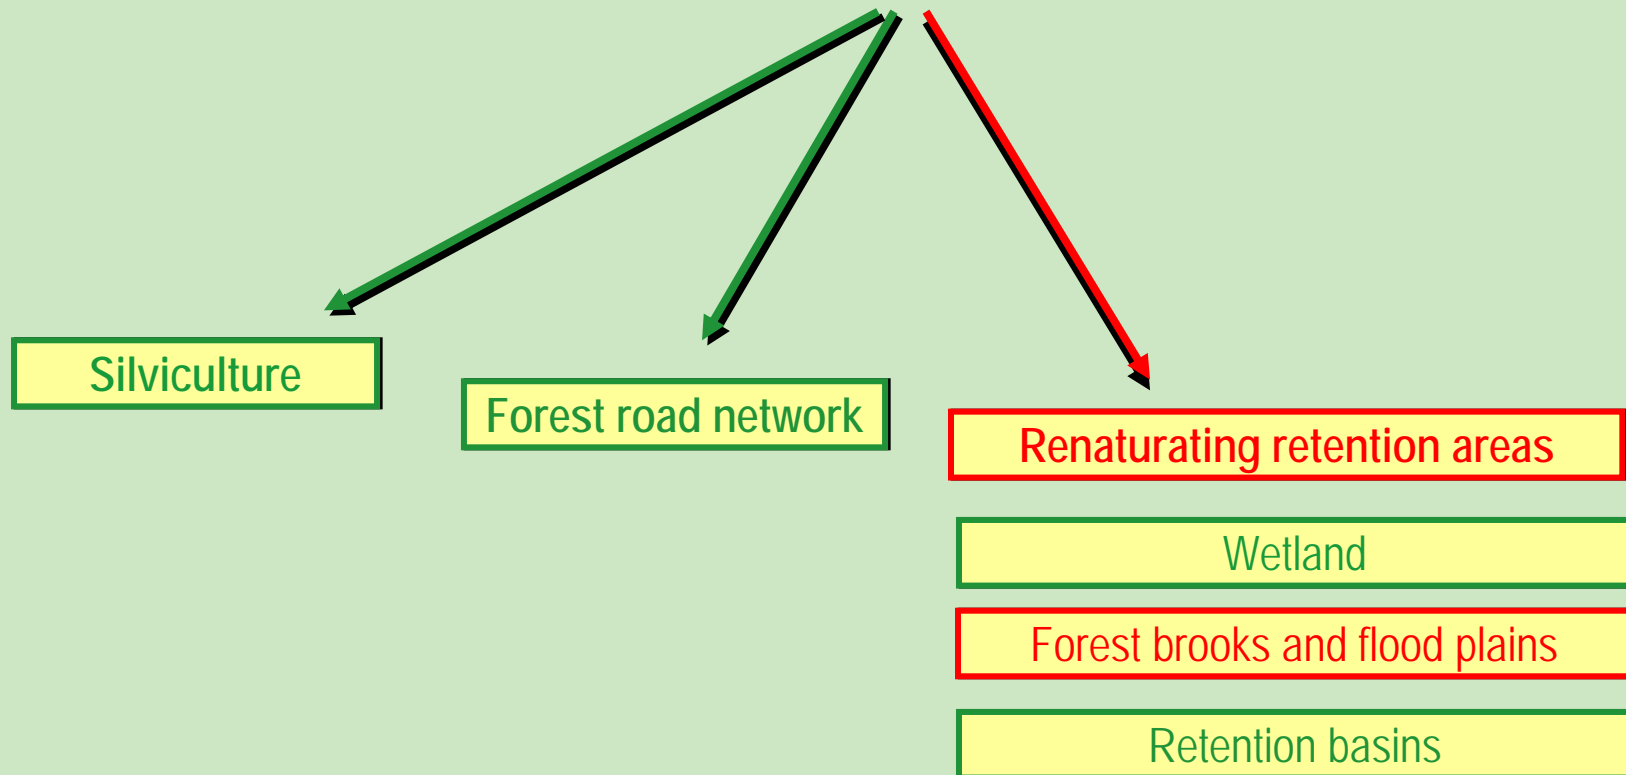 Silviculture
Forest road network
Renaturating retention areas
Wetland
Forest brooks and flood plains
Retention basins